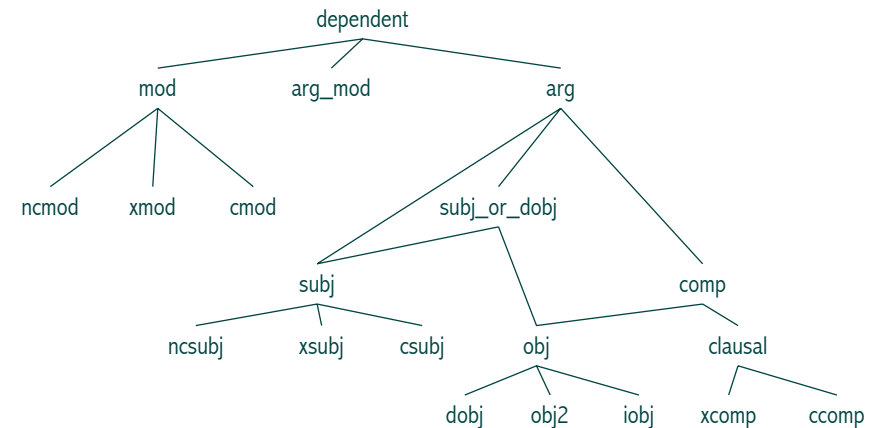 dependent
mod arg_mod arg
ncmod xmod cmod subj_or_dobj
subj comp
ncsubj xsubj csubj obj clausal
dobj obj2 iobj xcomp ccomp